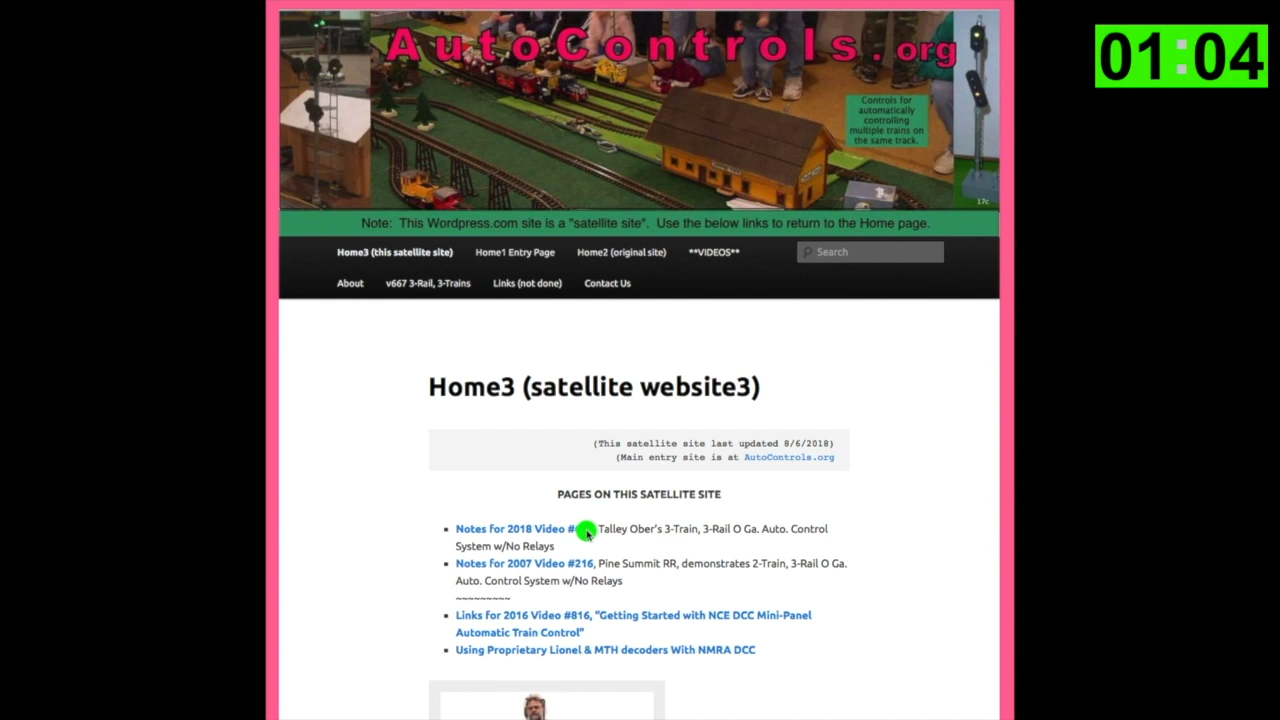 01:04
AutoControls.org
Controls for
automatically
controlling
multiple trains on
the same track.
17c
Note: This Wordpress.com site is a "satellite site". Use the below links to return to the Home page.
Home3 (this satellite site) Home1 Entry Page Home2 (original site) **VIDEOS** Search
About v667 3-Rail, 3-Trains Links (not done) Contact Us
Home3 (satellite website3)
(This satellite site last updated 8/6/2018)
(Main entry site is at AutoControls.org
PAGES ON THIS SATELLITE SITE
Notes for 2018 Video # Talley Ober's 3-Train, 3-Rail O Ga. Auto. Control
System w/No Relays
Notes for 2007 Video #216, Pine Summit RR, demonstrates 2-Train, 3-Rail O Ga.
Auto. Control System w/No Relays
~~~~~~~~~
Links for 2016 Video #816, "Getting Started with NCE DCC Mini-Panel
Automatic Train Control"
Using Proprietary Lionel & MTH decoders With NMRA DCC